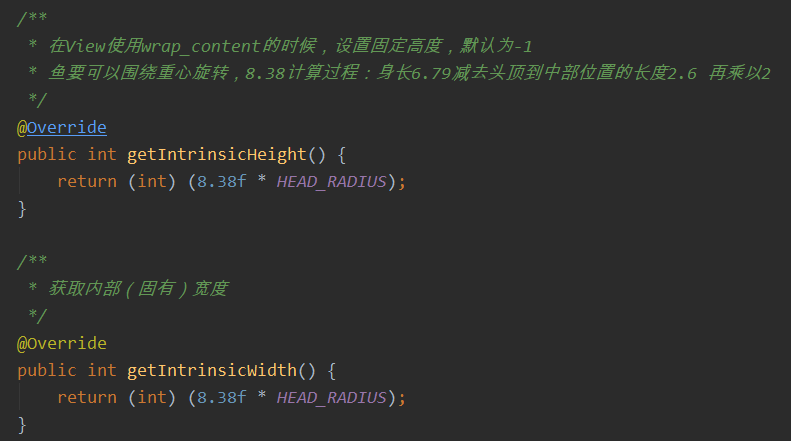 /**
 * 在View使用wrap_content的时候，设置固定高度，默认为-1
 * 鱼要可以围绕重心旋转，8.38计算过程：身长6.79减去头顶到中部位置的长度2.6 再乘以2
 */
@Override
public int getIntrinsicHeight() {
    return (int) (8.38f * HEAD_RADIUS);
}

/**
 * 获取内部（固有）宽度
 */
@Override
public int getIntrinsicWidth() {
    return (int) (8.38f * HEAD_RADIUS);
}